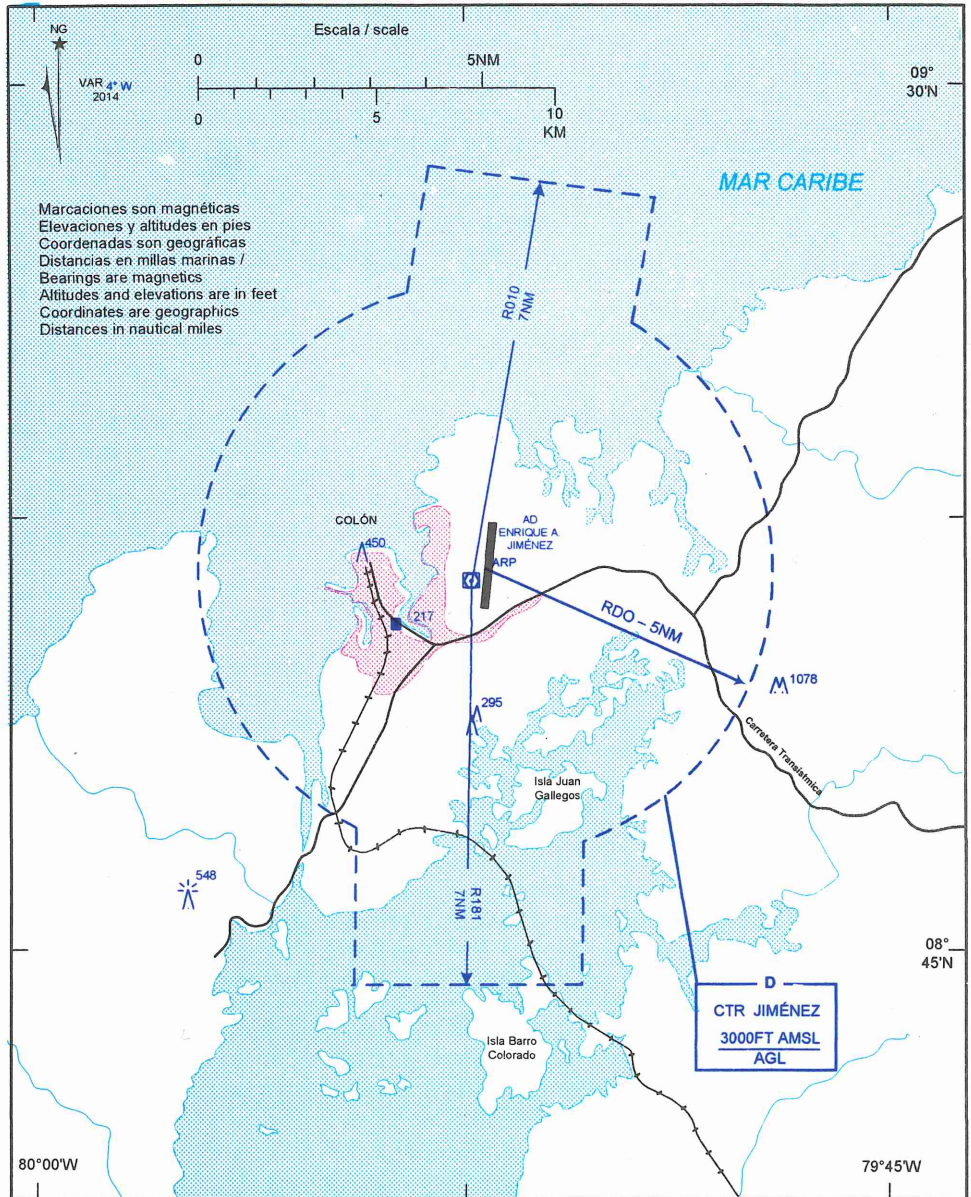 NG
VAR 4° W
2014
Escala / scale
0
5NM
0
5
10
KM
09°
30'N
MAR CARIBE
Marcaciones son magnéticas
Elevaciones y altitudes en pies
Coordenadas son geográficas
Distancias en millas marinas /
Bearings are magnetics
Altitudes and elevations are in feet
Coordinates are geographics
Distances in nautical miles
R010
7NM
COLÓN
450
AD
ENRIQUE A.
JIMÉNEZ
ARP
217
RDO – 5NM
1078
295
Carretera Transístmica
Isla Juan
Gallegos
548
R181
7NM
08°
45'N
D
CTR JIMÉNEZ
3000FT AMSL
AGL
Isla Barro
Colorado
80°00'W
79°45'W